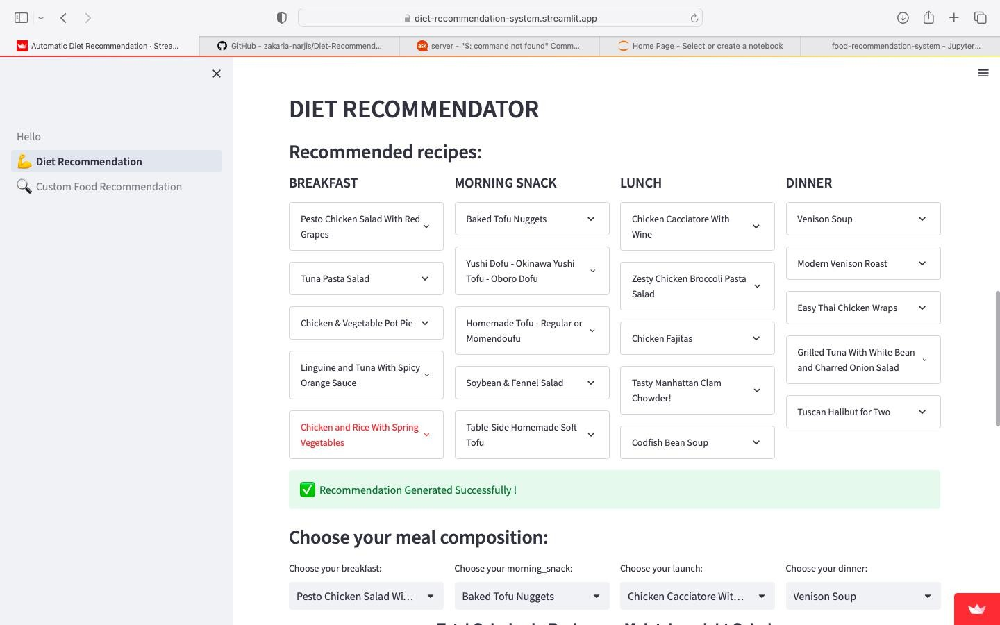 diet-recommendation-system.streamlit.app
Automatic Diet Recommendation · Strea...
GitHub - zakaria-narjis/Diet-Recommend...
ask
server - "$: command not found" Comm...
Home Page - Select or create a notebook
food-recommendation-system - Jupyter...
Hello
Diet Recommendation
Custom Food Recommendation
DIET RECOMMENDATOR
Recommended recipes:
BREAKFAST
Pesto Chicken Salad With Red
Grapes
Tuna Pasta Salad
Chicken & Vegetable Pot Pie
Linguine and Tuna With Spicy
Orange Sauce
Chicken and Rice With Spring
Vegetables
MORNING SNACK
Baked Tofu Nuggets
Yushi Dofu - Okinawa Yushi
Tofu - Oboro Dofu
Homemade Tofu - Regular or
Momendoufu
Soybean & Fennel Salad
Table-Side Homemade Soft
Tofu
LUNCH
Chicken Cacciatore With
Wine
Zesty Chicken Broccoli Pasta
Salad
Chicken Fajitas
Tasty Manhattan Clam
Chowder!
Codfish Bean Soup
DINNER
Venison Soup
Modern Venison Roast
Easy Thai Chicken Wraps
Grilled Tuna With White Bean
and Charred Onion Salad
Tuscan Halibut for Two
Recommendation Generated Successfully !
Choose your meal composition:
Choose your breakfast:
Pesto Chicken Salad Wi...
Choose your morning_snack:
Baked Tofu Nuggets
Choose your launch:
Chicken Cacciatore Wit...
Choose your dinner:
Venison Soup